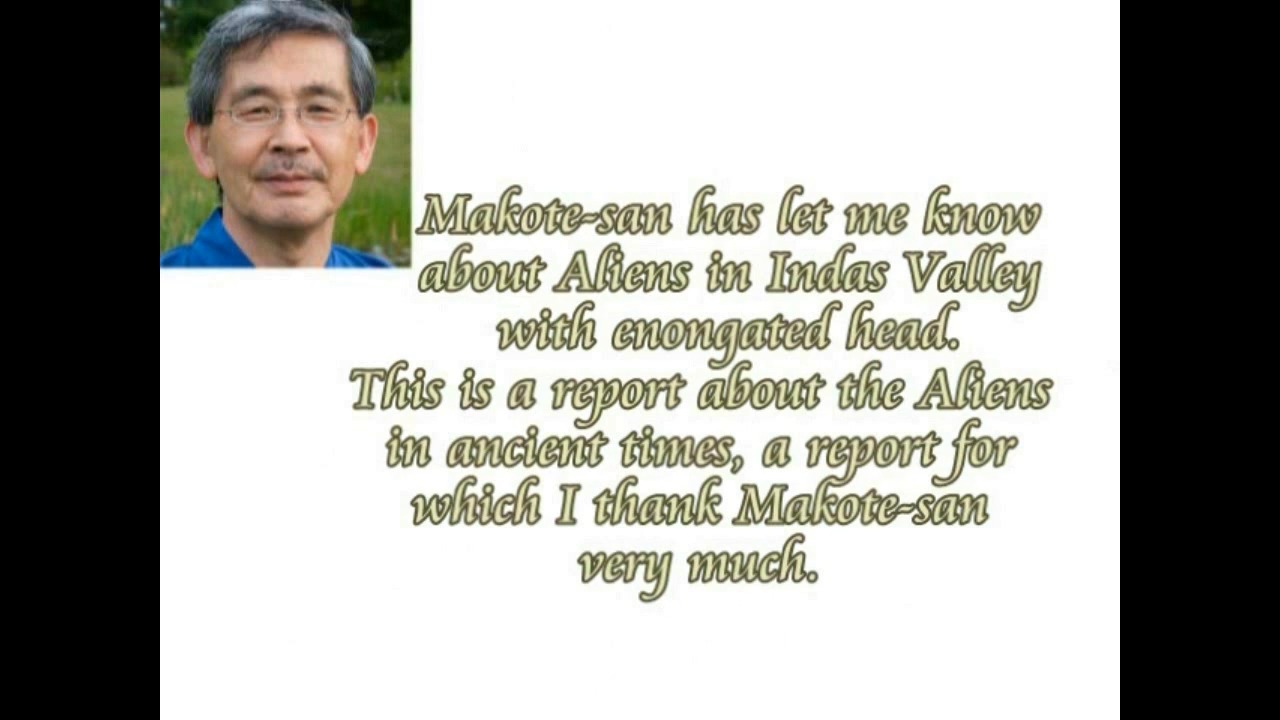 Makote-san has let me know
about Aliens in Indas Valley
with enongated head.
This is a report about the Aliens
in ancient times, a report for
which I thank Makote-san
very much.